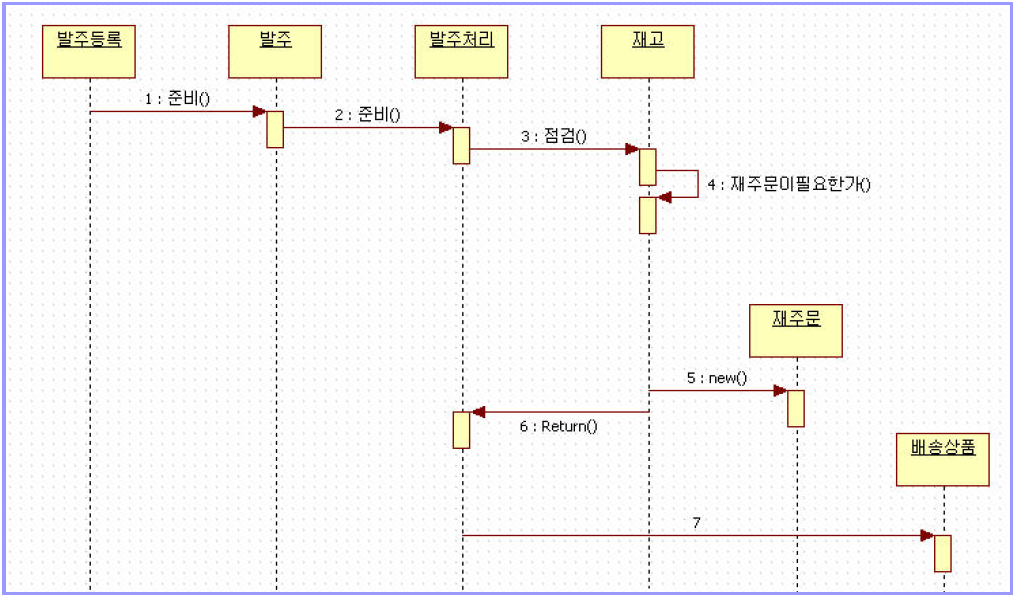 발주등록
발주
발주처리
재고
1 : 준비()
2 : 준비()
3 : 점검()
4 : 재주문이필요한가()
재주문
5 : new()
6 : Return()
배송상품
7